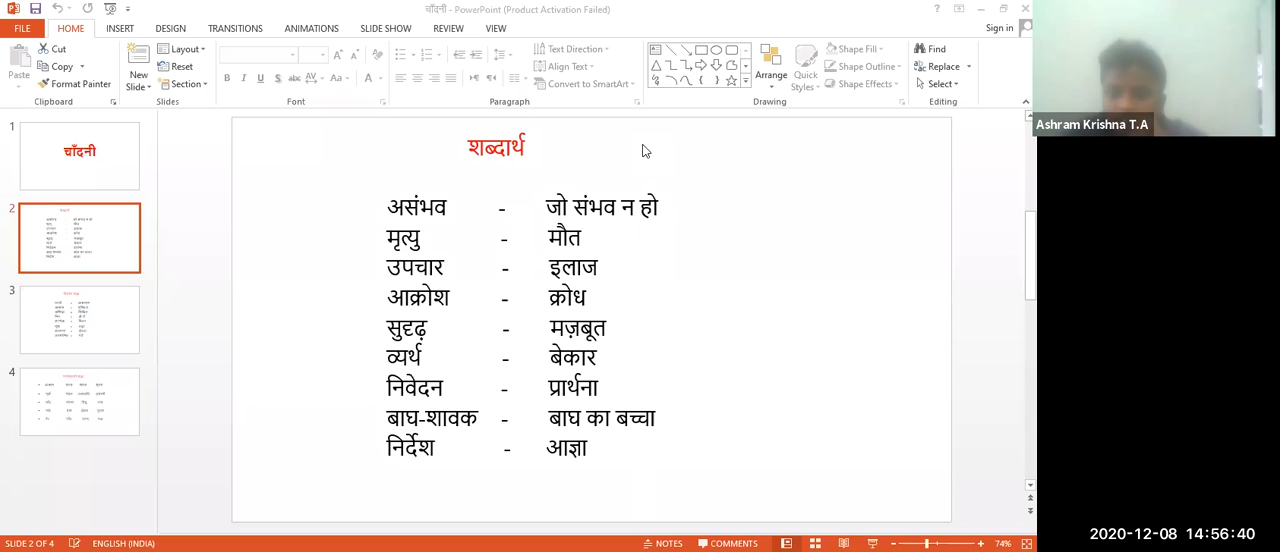 चाँदनी - PowerPoint (Product Activation Failed)
FILE HOME INSERT DESIGN TRANSITIONS ANIMATIONS SLIDE SHOW REVIEW VIEW Sign in
Paste Cut Copy Format Painter
Clipboard
New Slide Layout Reset Section
Slides
Font
Text Direction Align Text Convert to SmartArt
Paragraph
Arrange Quick Styles Shape Fill Shape Outline Shape Effects
Drawing
Find Replace Select
Editing
Ashram Krishna T.A
1
चाँदनी
2
3
4
शब्दार्थ
असंभव - जो संभव न हो
मृत्यु - मौत
उपचार - इलाज
आक्रोश - क्रोध
सुदृढ़ - मज़बूत
व्यर्थ - बेकार
निवेदन - प्रार्थना
बाघ-शावक - बाघ का बच्चा
निर्देश - आज्ञा
SLIDE 2 OF 4 ENGLISH (INDIA) NOTES COMMENTS 74%
2020-12-08 14:56:40